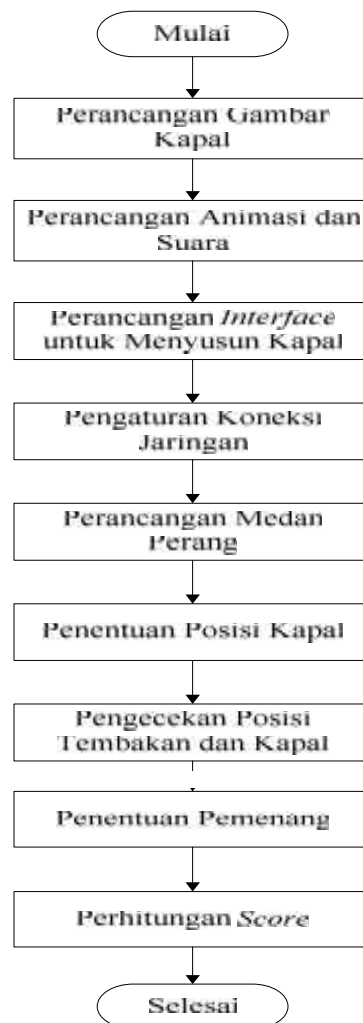 Mulai
Perancangan Gambar
Kapal
Perancangan Animasi dan
Suara
Perancangan Interface
untuk Menyusun Kapal
Pengaturan Koneksi
Jaringan
Perancangan Medan
Perang
Penentuan Posisi Kapal
Pengecekan Posisi
Tembakan dan Kapal
Penentuan Pemenang
Perhitungan Score
Selesai